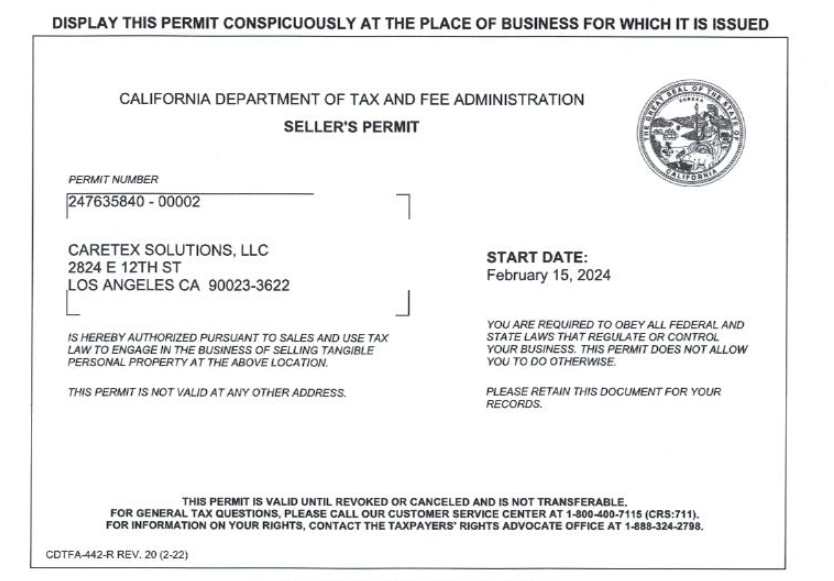 DISPLAY THIS PERMIT CONSPICUOUSLY AT THE PLACE OF BUSINESS FOR WHICH IT IS ISSUED
CALIFORNIA DEPARTMENT OF TAX AND FEE ADMINISTRATION
SELLER'S PERMIT
THE GREAT SEAL OF THE STATE OF CALIFORNIA
EUREKA
PERMIT NUMBER
247635840 - 00002
CARETEX SOLUTIONS, LLC
2824 E 12TH ST
LOS ANGELES CA 90023-3622
START DATE:
February 15, 2024
IS HEREBY AUTHORIZED PURSUANT TO SALES AND USE TAX
LAW TO ENGAGE IN THE BUSINESS OF SELLING TANGIBLE
PERSONAL PROPERTY AT THE ABOVE LOCATION.
THIS PERMIT IS NOT VALID AT ANY OTHER ADDRESS.
YOU ARE REQUIRED TO OBEY ALL FEDERAL AND
STATE LAWS THAT REGULATE OR CONTROL
YOUR BUSINESS. THIS PERMIT DOES NOT ALLOW
YOU TO DO OTHERWISE.
PLEASE RETAIN THIS DOCUMENT FOR YOUR
RECORDS.
THIS PERMIT IS VALID UNTIL REVOKED OR CANCELED AND IS NOT TRANSFERABLE.
FOR GENERAL TAX QUESTIONS, PLEASE CALL OUR CUSTOMER SERVICE CENTER AT 1-800-400-7115 (CRS:711).
FOR INFORMATION ON YOUR RIGHTS, CONTACT THE TAXPAYERS' RIGHTS ADVOCATE OFFICE AT 1-888-324-2798.
CDTFA-442-R REV. 20 (2-22)